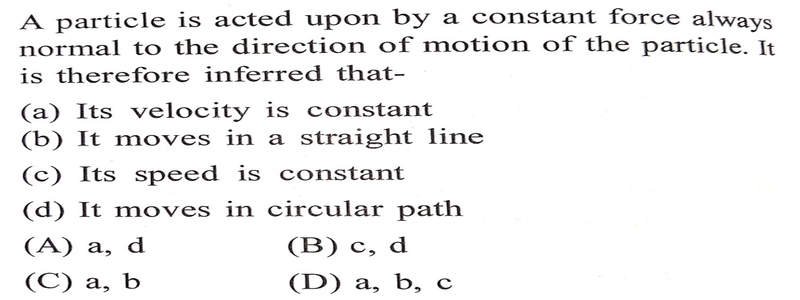 A particle is acted upon by a constant force always
normal to the direction of motion of the particle. It
is therefore inferred that-
(a) Its velocity is constant
(b) It moves in a straight line
(c) Its speed is constant
(d) It moves in circular path
(A) a, d (B) c, d
(C) a, b (D) a, b, c